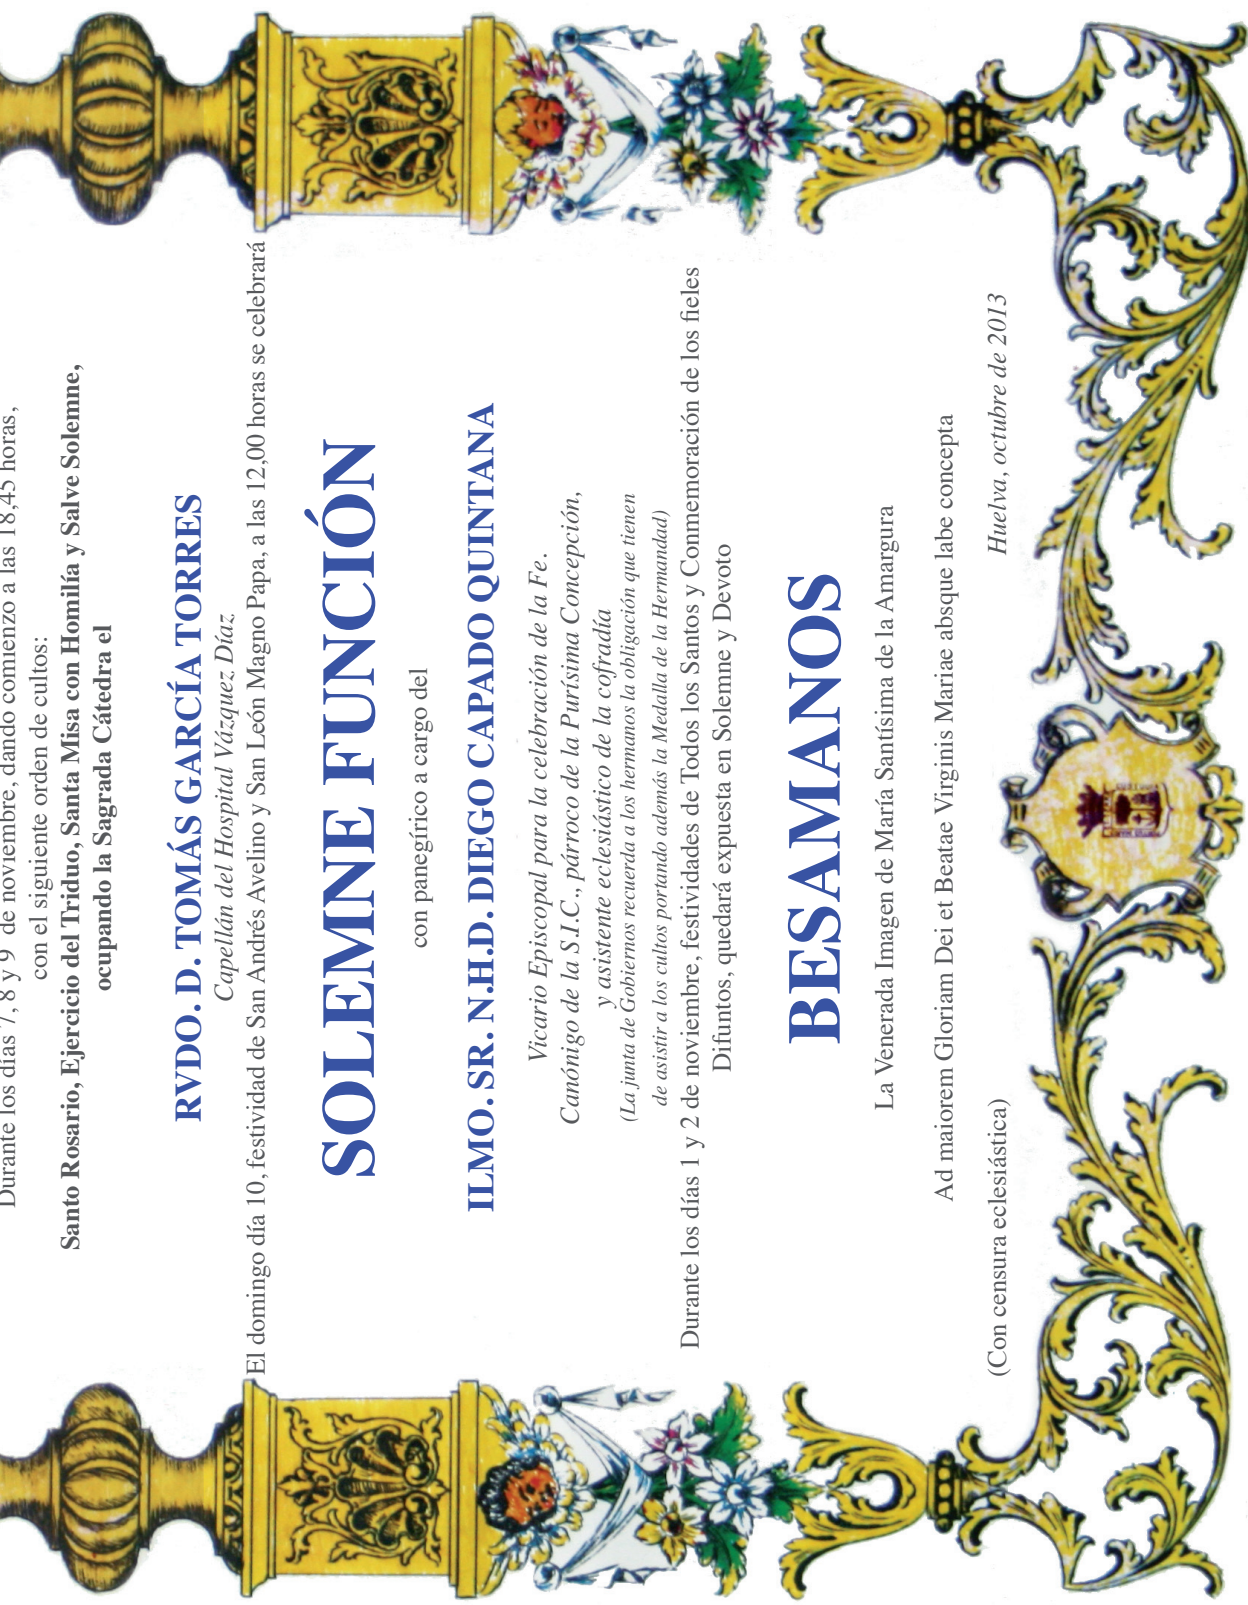 Durante los días 7, 8 y 9 de noviembre, dando comienzo a las 18,45 horas,
con el siguiente orden de cultos:
Santo Rosario, Ejercicio del Triduo, Santa Misa con Homilía y Salve Solemne,
ocupando la Sagrada Cátedra el
RVDO. D. TOMÁS GARCÍA TORRES
Capellán del Hospital Vázquez Díaz
El domingo día 10, festividad de San Andrés Avelino y San León Magno Papa, a las 12,00 horas se celebrará
SOLEMNE FUNCIÓN
con panegírico a cargo del
ILMO. SR. N.H.D. DIEGO CAPADO QUINTANA
Vicario Episcopal para la celebración de la Fe.
Canónigo de la S.I.C., párroco de la Purísima Concepción,
y asistente eclesiástico de la cofradía
(La junta de Gobiernos recuerda a los hermanos la obligación que tienen
de asistir a los cultos portando además la Medalla de la Hermandad)
Durante los días 1 y 2 de noviembre, festividades de Todos los Santos y Conmemoración de los fieles
Difuntos, quedará expuesta en Solemne y Devoto
BESAMANOS
La Venerada Imagen de María Santísima de la Amargura
Ad maiorem Gloriam Dei et Beatae Virginis Mariae absque labe concepta
(Con censura eclesiástica) Huelva, octubre de 2013